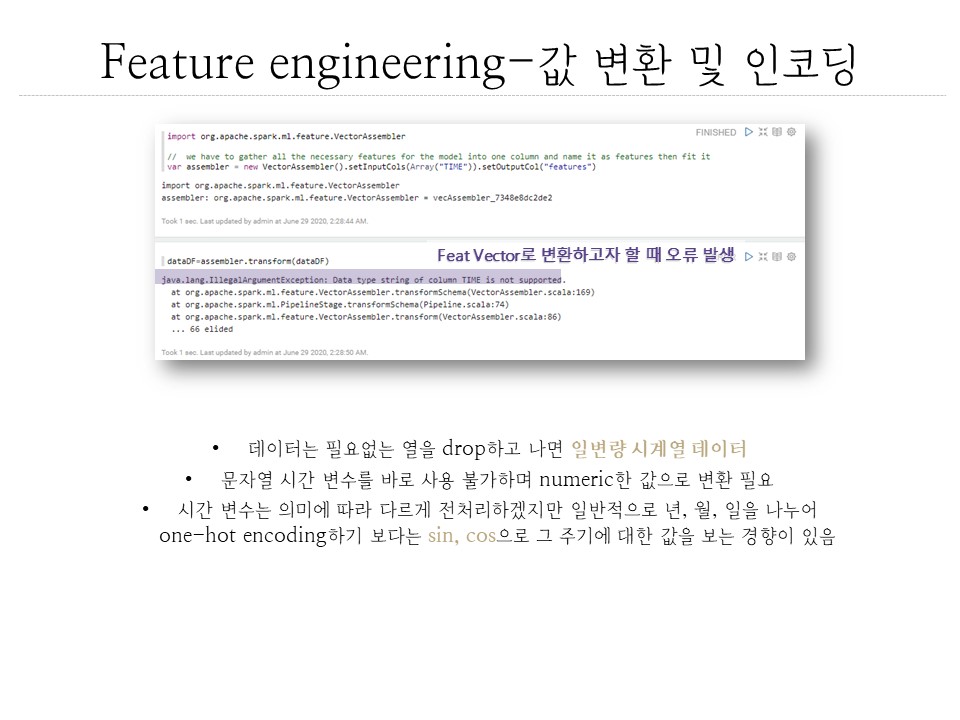 Feature engineering-값 변환 및 인코딩
import org.apache.spark.ml.feature.VectorAssembler
FINISHED
// we have to gather all the necessary features for the model into one column and name it as features then fit it
var assembler = new VectorAssembler().setInputCols(Array("TIME")).setOutputCol("features")
import org.apache.spark.ml.feature.VectorAssembler
assembler: org.apache.spark.ml.feature.VectorAssembler = vecAssembler_7348e8dc2de2
Took 1 sec. Last updated by admin at June 29 2020, 2:28:44 AM.
Feat Vector로 변환하고자 할 때 오류 발생
dataDF=assembler.transform(dataDF)
java.lang.IllegalArgumentException: Data type string of column TIME is not supported.
at org.apache.spark.ml.feature.VectorAssembler.transformSchema(VectorAssembler.scala:169)
at org.apache.spark.ml.PipelineStage.transformSchema(Pipeline.scala:74)
at org.apache.spark.ml.feature.VectorAssembler.transform(VectorAssembler.scala:86)
... 66 elided
Took 1 sec. Last updated by admin at June 29 2020, 2:28:50 AM.
• 데이터는 필요없는 열을 drop하고 나면 일변량 시계열 데이터
• 문자열 시간 변수를 바로 사용 불가하며 numeric한 값으로 변환 필요
• 시간 변수는 의미에 따라 다르게 전처리하겠지만 일반적으로 년, 월, 일을 나누어
one-hot encoding하기 보다는 sin, cos으로 그 주기에 대한 값을 보는 경향이 있음